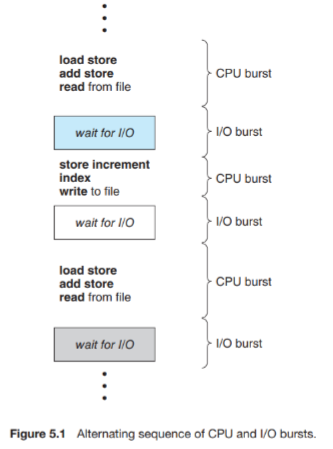 load store
add store
read from file
CPU burst
wait for I/O
I/O burst
store increment
index
write to file
CPU burst
wait for I/O
I/O burst
load store
add store
read from file
CPU burst
wait for I/O
I/O burst
Figure 5.1 Alternating sequence of CPU and I/O bursts.